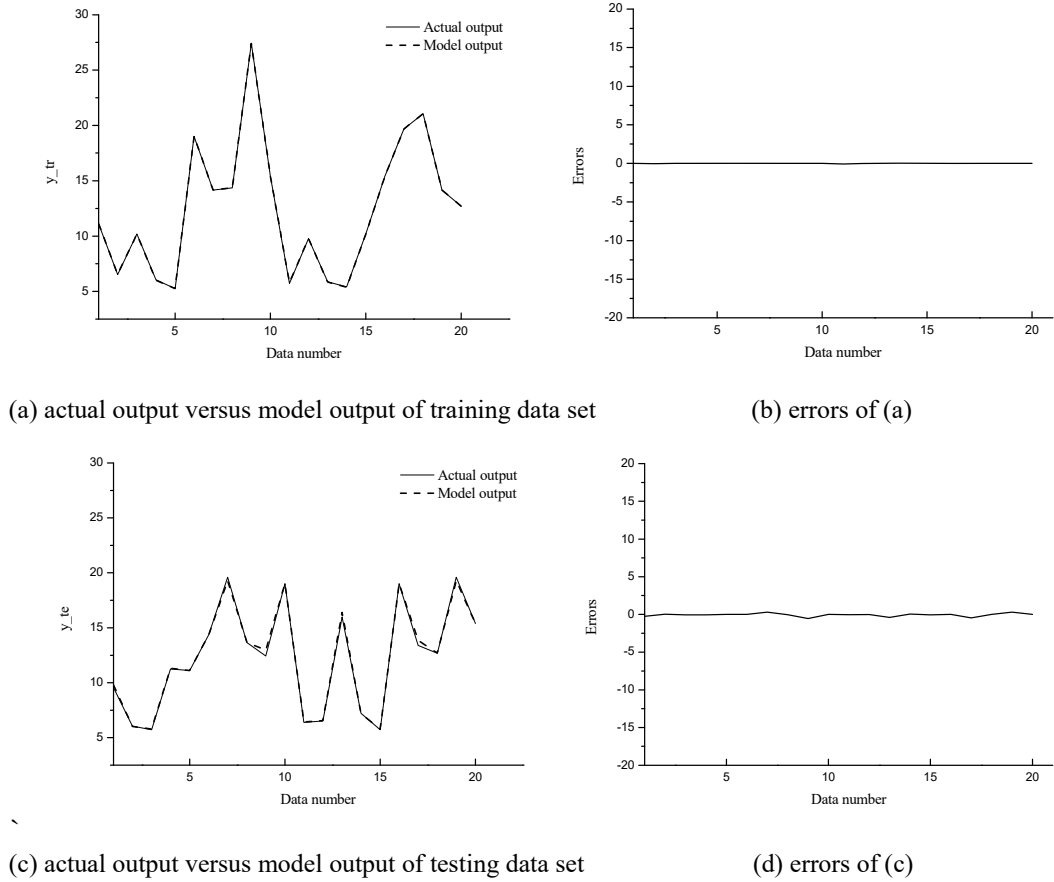 30
25
20
15
10
5
y_tr
5 10 15 20
Data number
Actual output
Model output
20
15
10
5
0
-5
-10
-15
-20
Errors
5 10 15 20
Data number
(a) actual output versus model output of training data set
(b) errors of (a)
30
25
20
15
10
5
y_te
5 10 15 20
Data number
Actual output
Model output
20
15
10
5
0
-5
-10
-15
-20
Errors
5 10 15 20
Data number
`
(c) actual output versus model output of testing data set
(d) errors of (c)